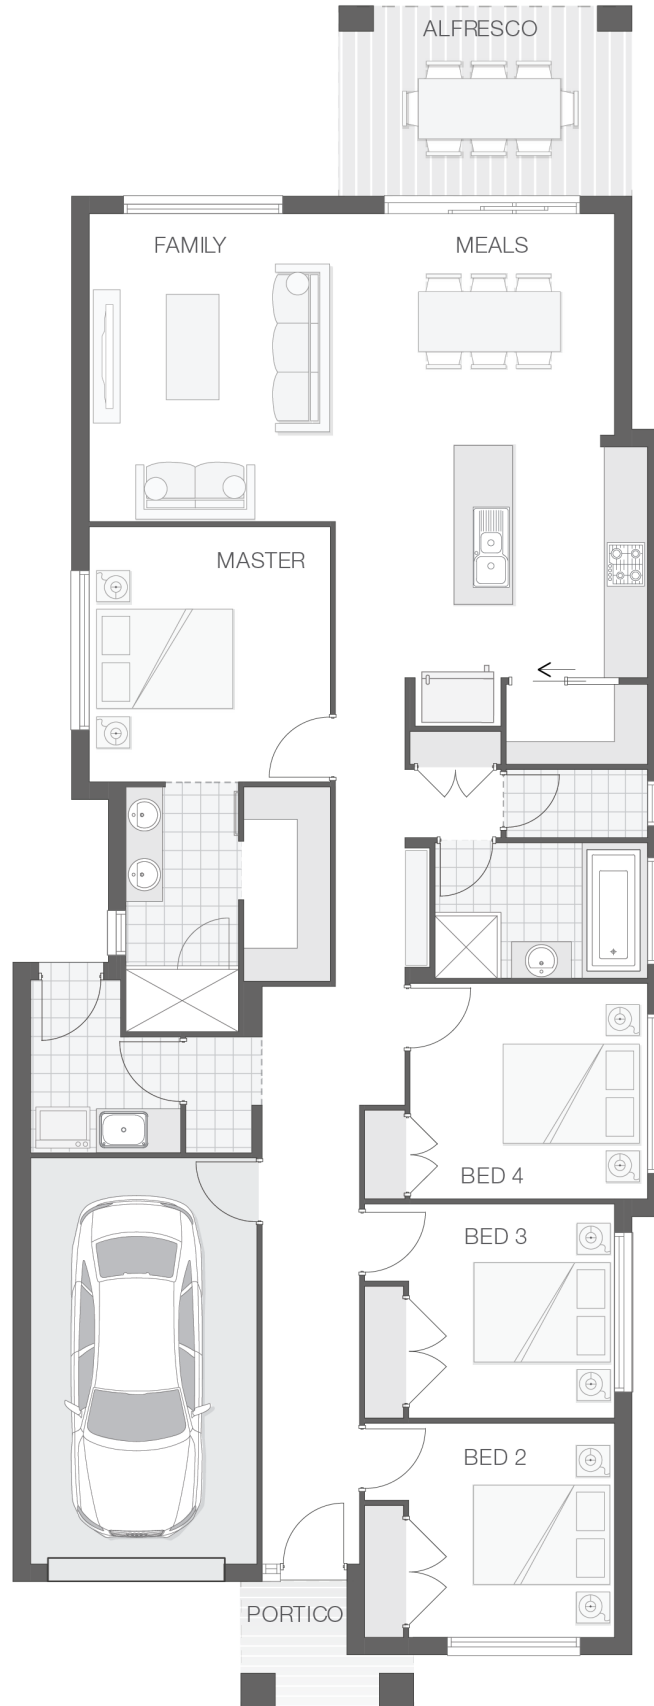 ALFRESCO
FAMILY
MEALS
MASTER
BED 4
BED 3
BED 2
PORTICO